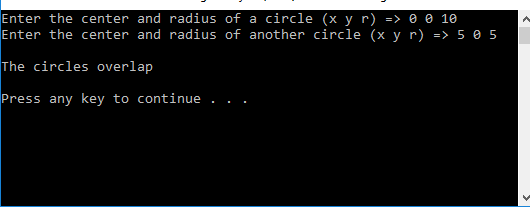 Enter the center and radius of a circle (x y r) => 0 0 10
Enter the center and radius of another circle (x y r) => 5 0 5
The circles overlap
Press any key to continue . . .